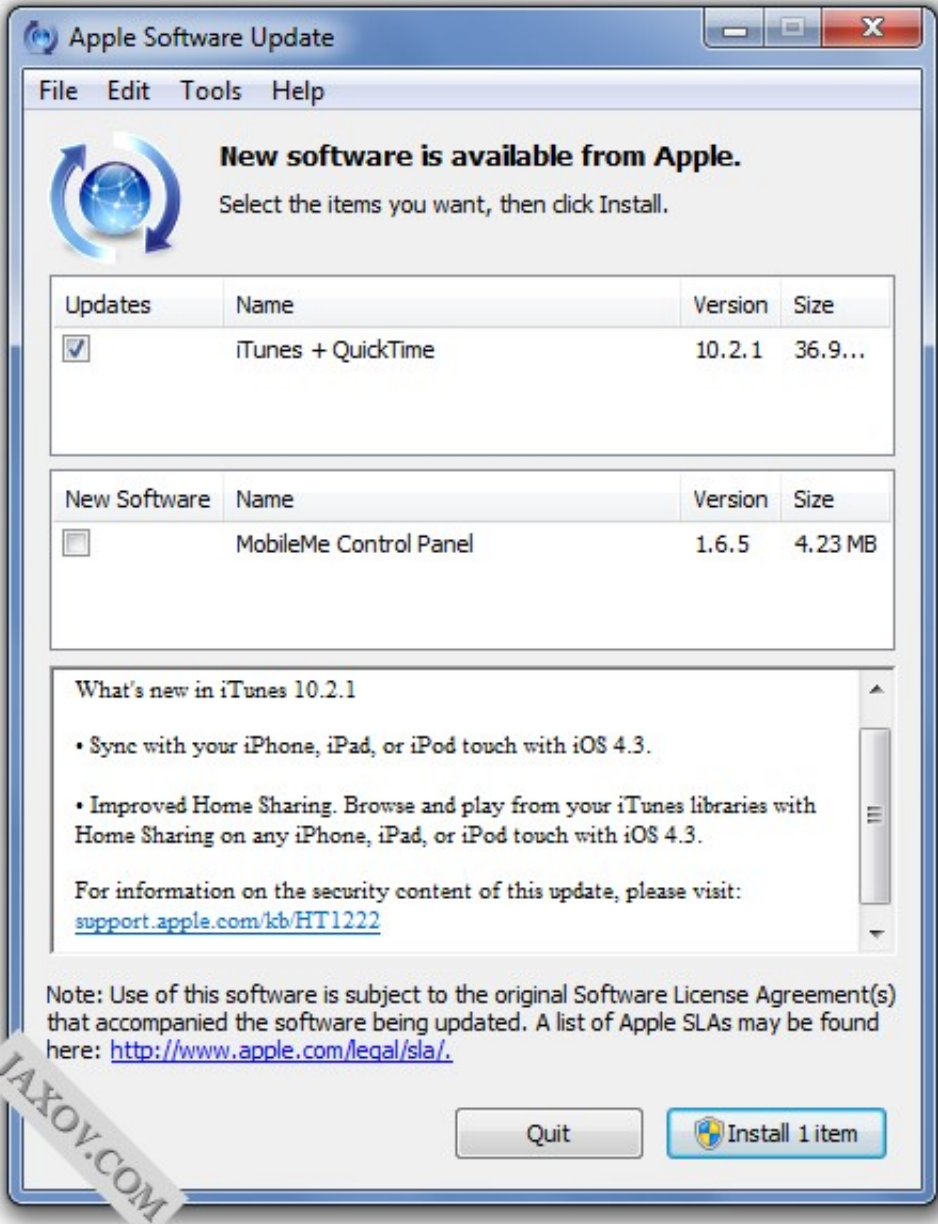 Apple Software Update
File Edit Tools Help
New software is available from Apple.
Select the items you want, then click Install.
Updates Name Version Size
iTunes + QuickTime 10.2.1 36.9...
New Software Name Version Size
MobileMe Control Panel 1.6.5 4.23 MB
What's new in iTunes 10.2.1
• Sync with your iPhone, iPad, or iPod touch with iOS 4.3.
• Improved Home Sharing. Browse and play from your iTunes libraries with
Home Sharing on any iPhone, iPad, or iPod touch with iOS 4.3.
For information on the security content of this update, please visit:
support.apple.com/kb/HT1222
Note: Use of this software is subject to the original Software License Agreement(s)
that accompanied the software being updated. A list of Apple SLAs may be found
here: http://www.apple.com/legal/sla/.
Quit Install 1 item
JAXOV.COM